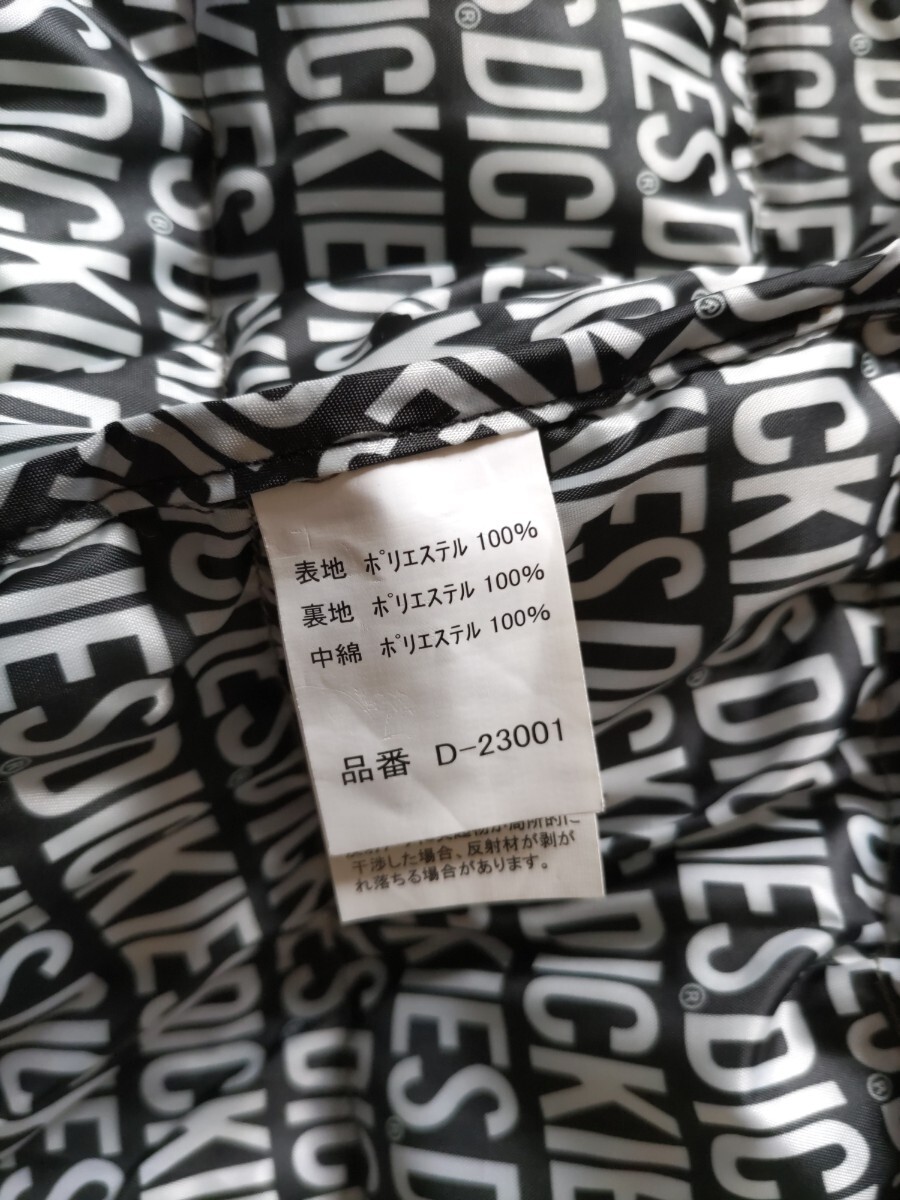 表地 ポリエステル 100%
裏地 ポリエステル 100%
中綿 ポリエステル 100%
品番 D-23001
干渉した場合、反射材が剥が
れ落ちる場合があります。
DICKIES
DICKIES
DICKIES
DICKIES
DICKIES